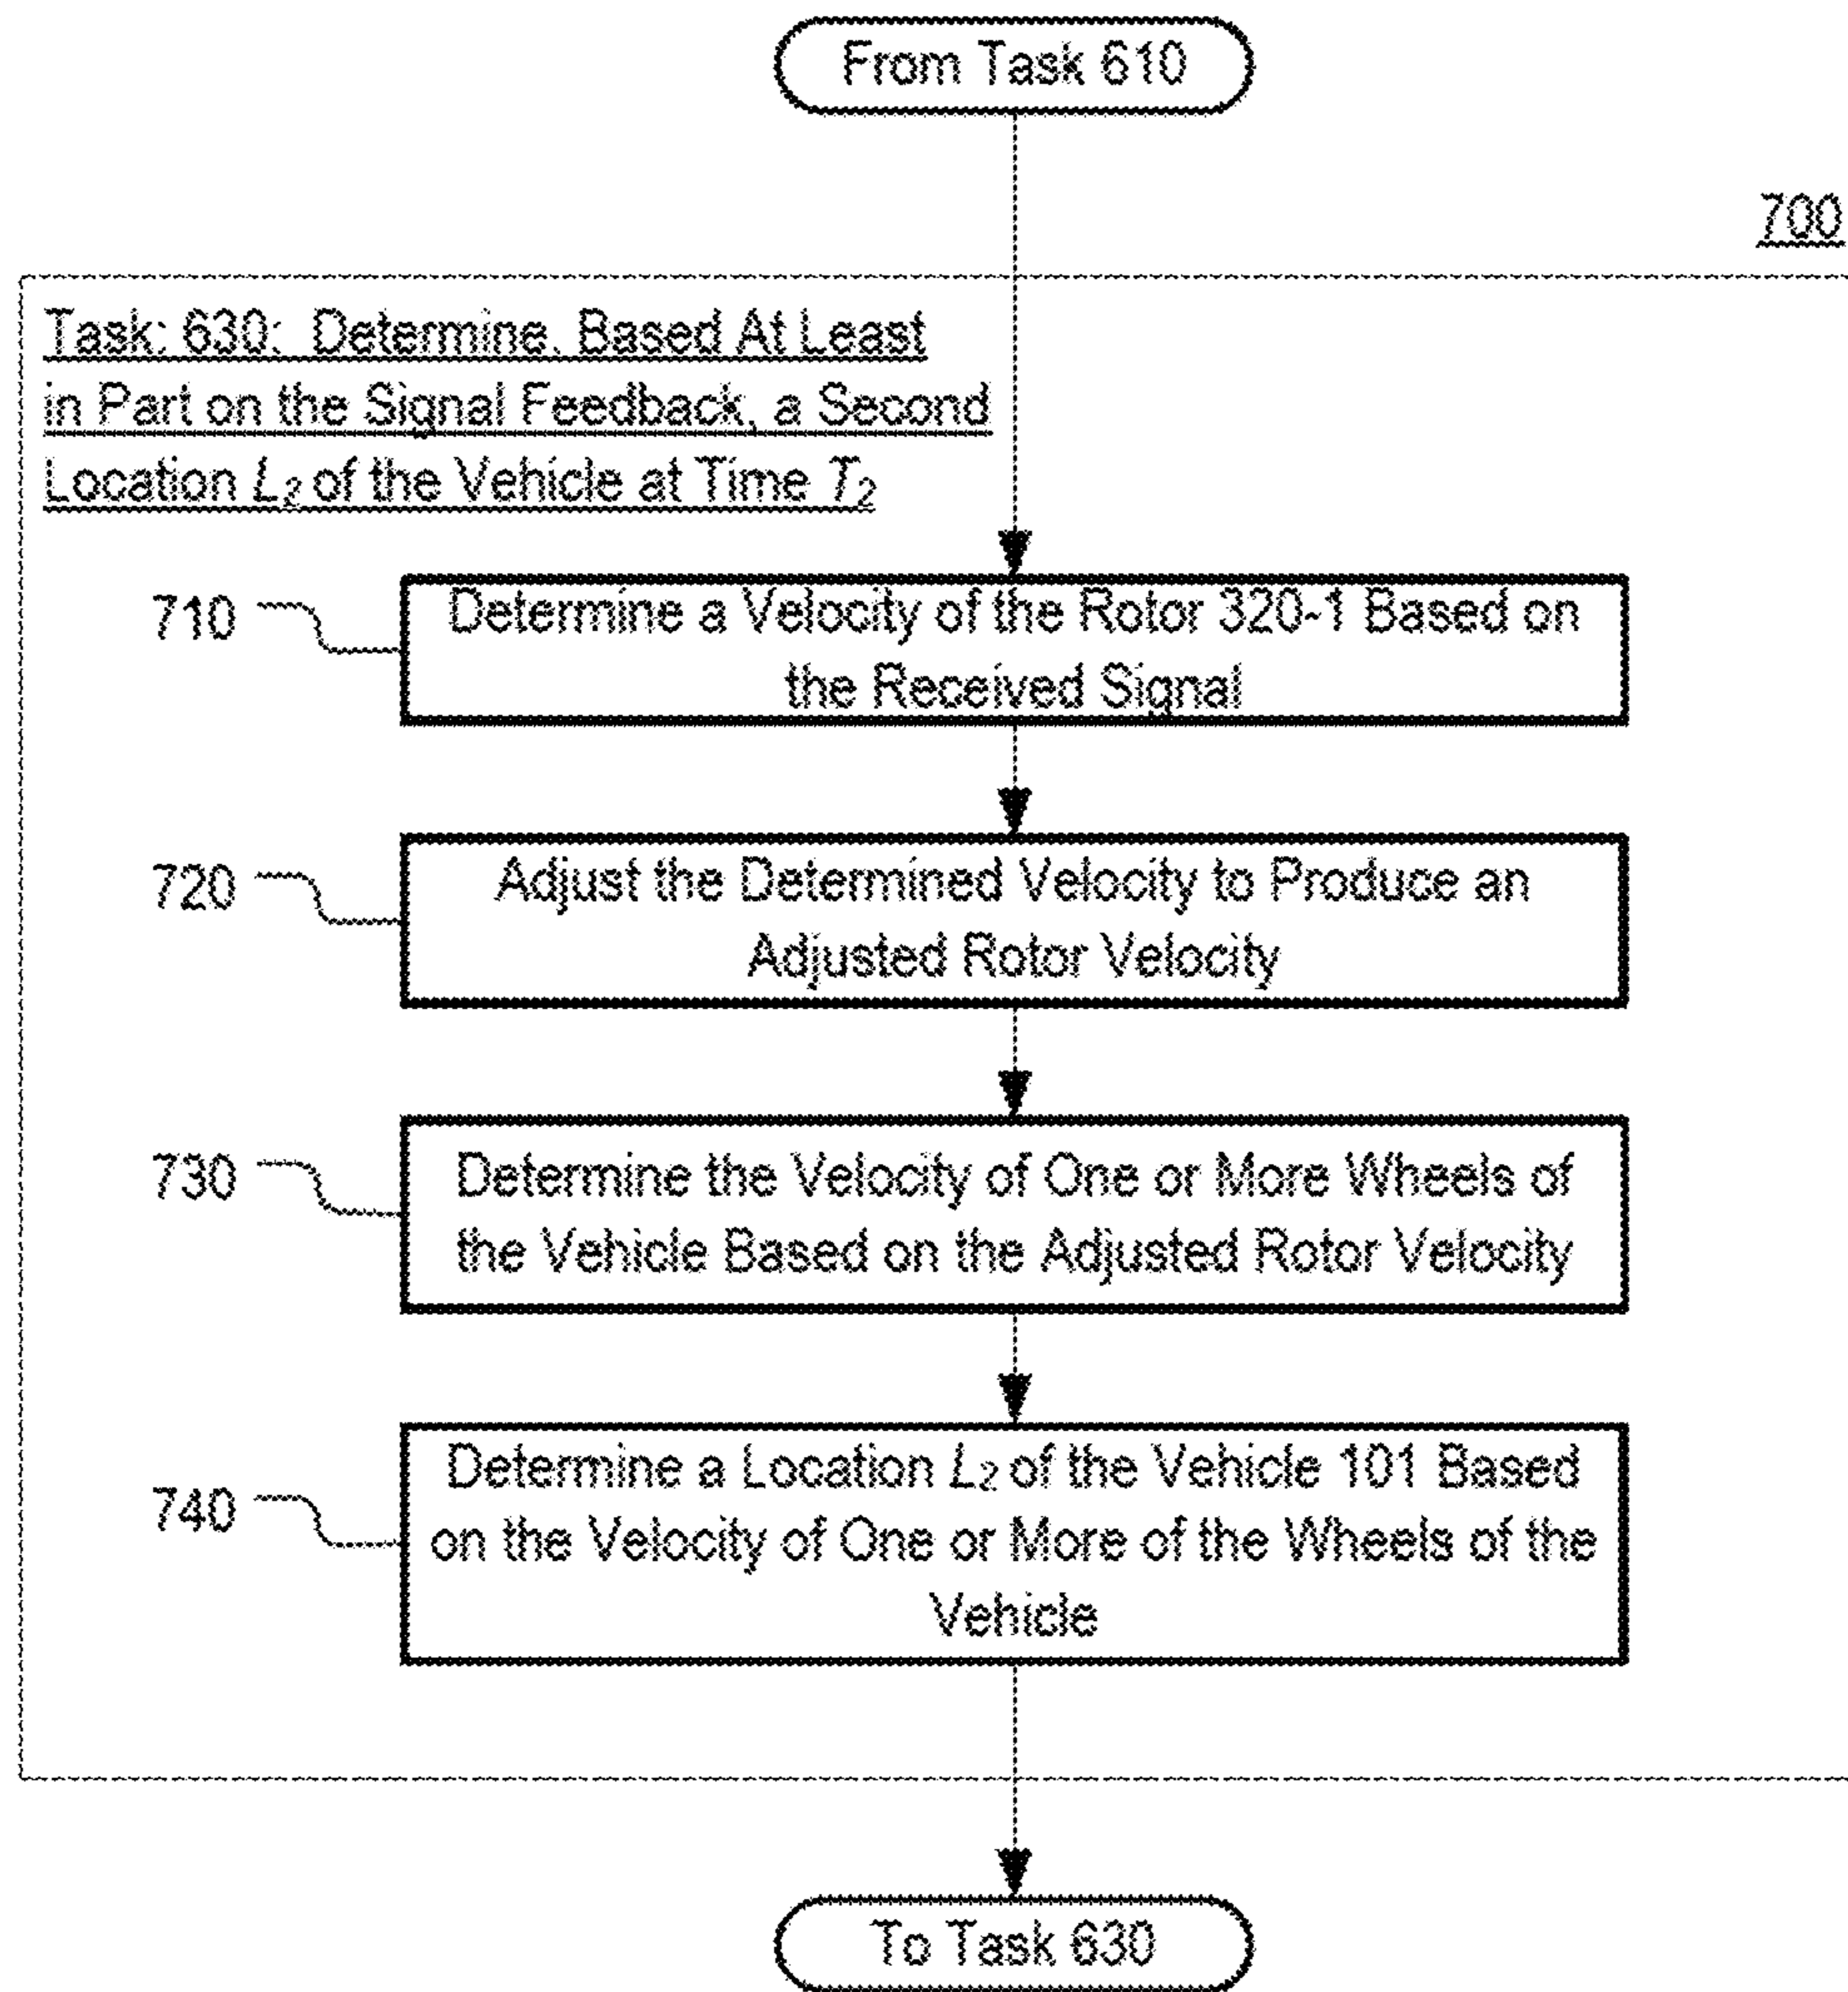 From Task 610
700
Task: 630: Determine, Based At Least
in Part on the Signal Feedback, a Second
Location L₂ of the Vehicle at Time T₂
710
Determine a Velocity of the Rotor 320-1 Based on
the Received Signal
720
Adjust the Determined Velocity to Produce an
Adjusted Rotor Velocity
730
Determine the Velocity of One or More Wheels of
the Vehicle Based on the Adjusted Rotor Velocity
740
Determine a Location L₂ of the Vehicle 101 Based
on the Velocity of One or More of the Wheels of the
Vehicle
To Task 630